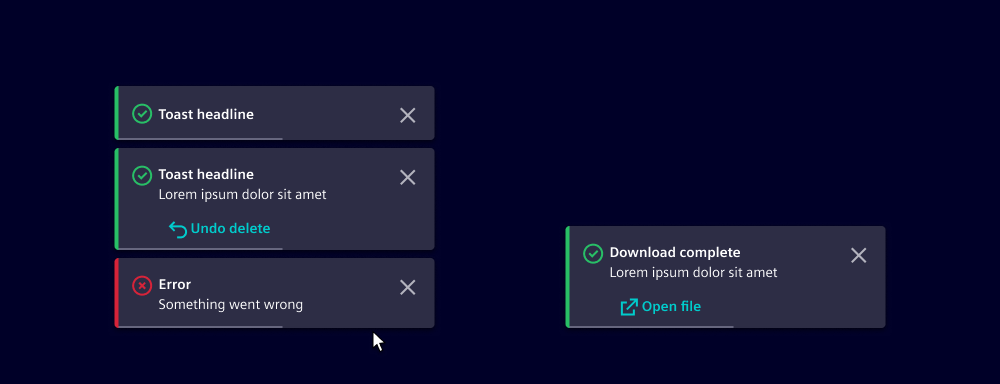 Toast headline
Toast headline
Lorem ipsum dolor sit amet
Undo delete
Error
Something went wrong
Download complete
Lorem ipsum dolor sit amet
Open file